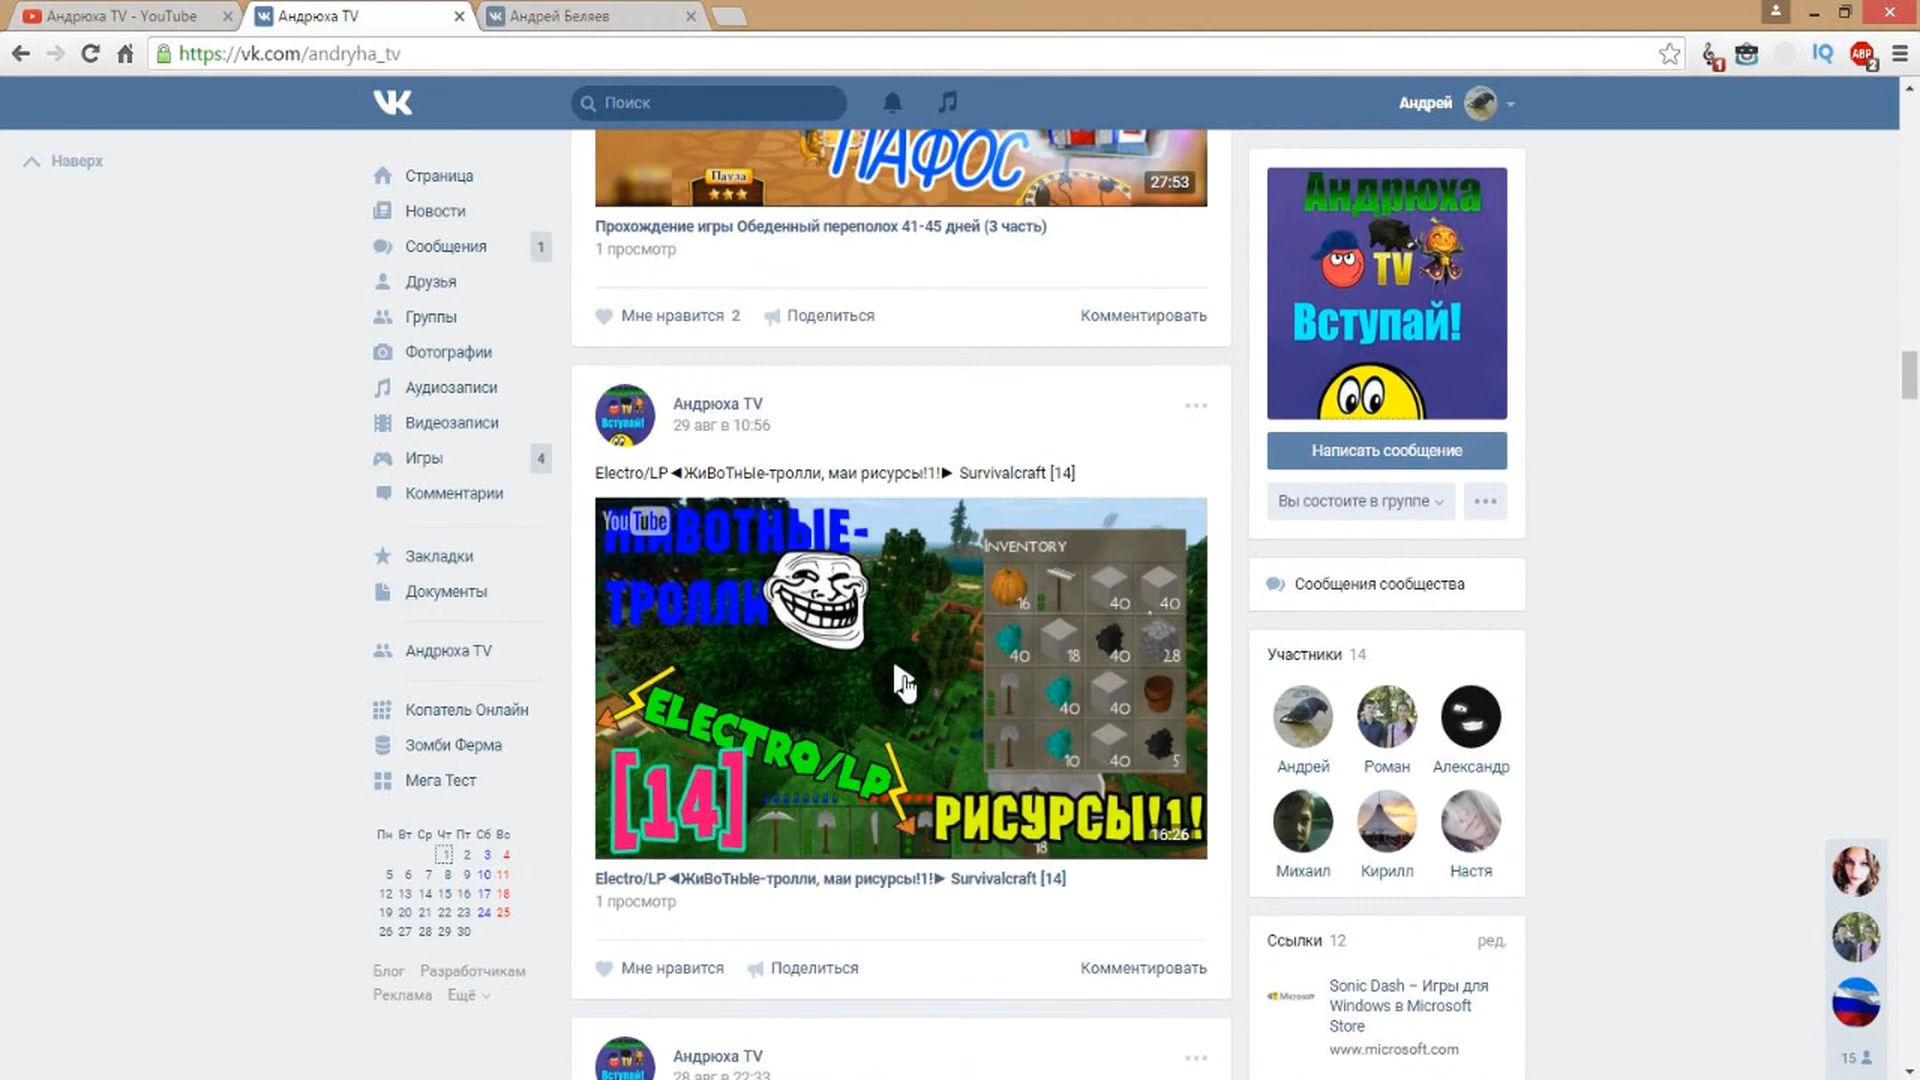 Андрюха TV - YouTube
Андрюха TV
Андрей Беляев
https://vk.com/andryha_tv
1
IQ
ABP
2
Поиск
Андрей
Наверх
Страница
Новости
Сообщения 1
Друзья
Группы
Фотографии
Аудиозаписи
Видеозаписи
Игры 4
Комментарии
Закладки
Документы
Андрюха TV
Копатель Онлайн
Зомби Ферма
Мега Тест
Пн Вт Ср Чт Пт Сб Вс
1 2 3 4
5 6 7 8 9 10 11
12 13 14 15 16 17 18
19 20 21 22 23 24 25
26 27 28 29 30
Блог Разработчикам
Реклама Ещё
ПАФОС
Пауза
27:53
Прохождение игры Обеденный переполох 41-45 дней (3 часть)
1 просмотр
Мне нравится 2 Поделиться Комментировать
Андрюха TV
29 авг в 10:56
Electro/LP◄ЖиВоТнЫе-тролли, маи рисурсы!1!► Survivalcraft [14]
YouTube
ЖИВОТНЫЕ-
ТРОЛЛИ
INVENTORY
16 40 40
40 18 40 28
40 40
10 40 5
ELECTRO/LP
[14]
РИСУРСЫ!1!
16:26
18
Electro/LP◄ЖиВоТнЫе-тролли, маи рисурсы!1!► Survivalcraft [14]
1 просмотр
Мне нравится Поделиться Комментировать
Андрюха TV
28 авг в 22:33
Вступай!
Вступай!
Андрюха
TV
Вступай!
Написать сообщение
Вы состоите в группе
Сообщения сообщества
Участники 14
Андрей Роман Александр
Михаил Кирилл Настя
Ссылки 12 ред.
Microsoft
Sonic Dash – Игры для
Windows в Microsoft
Store
www.microsoft.com
15